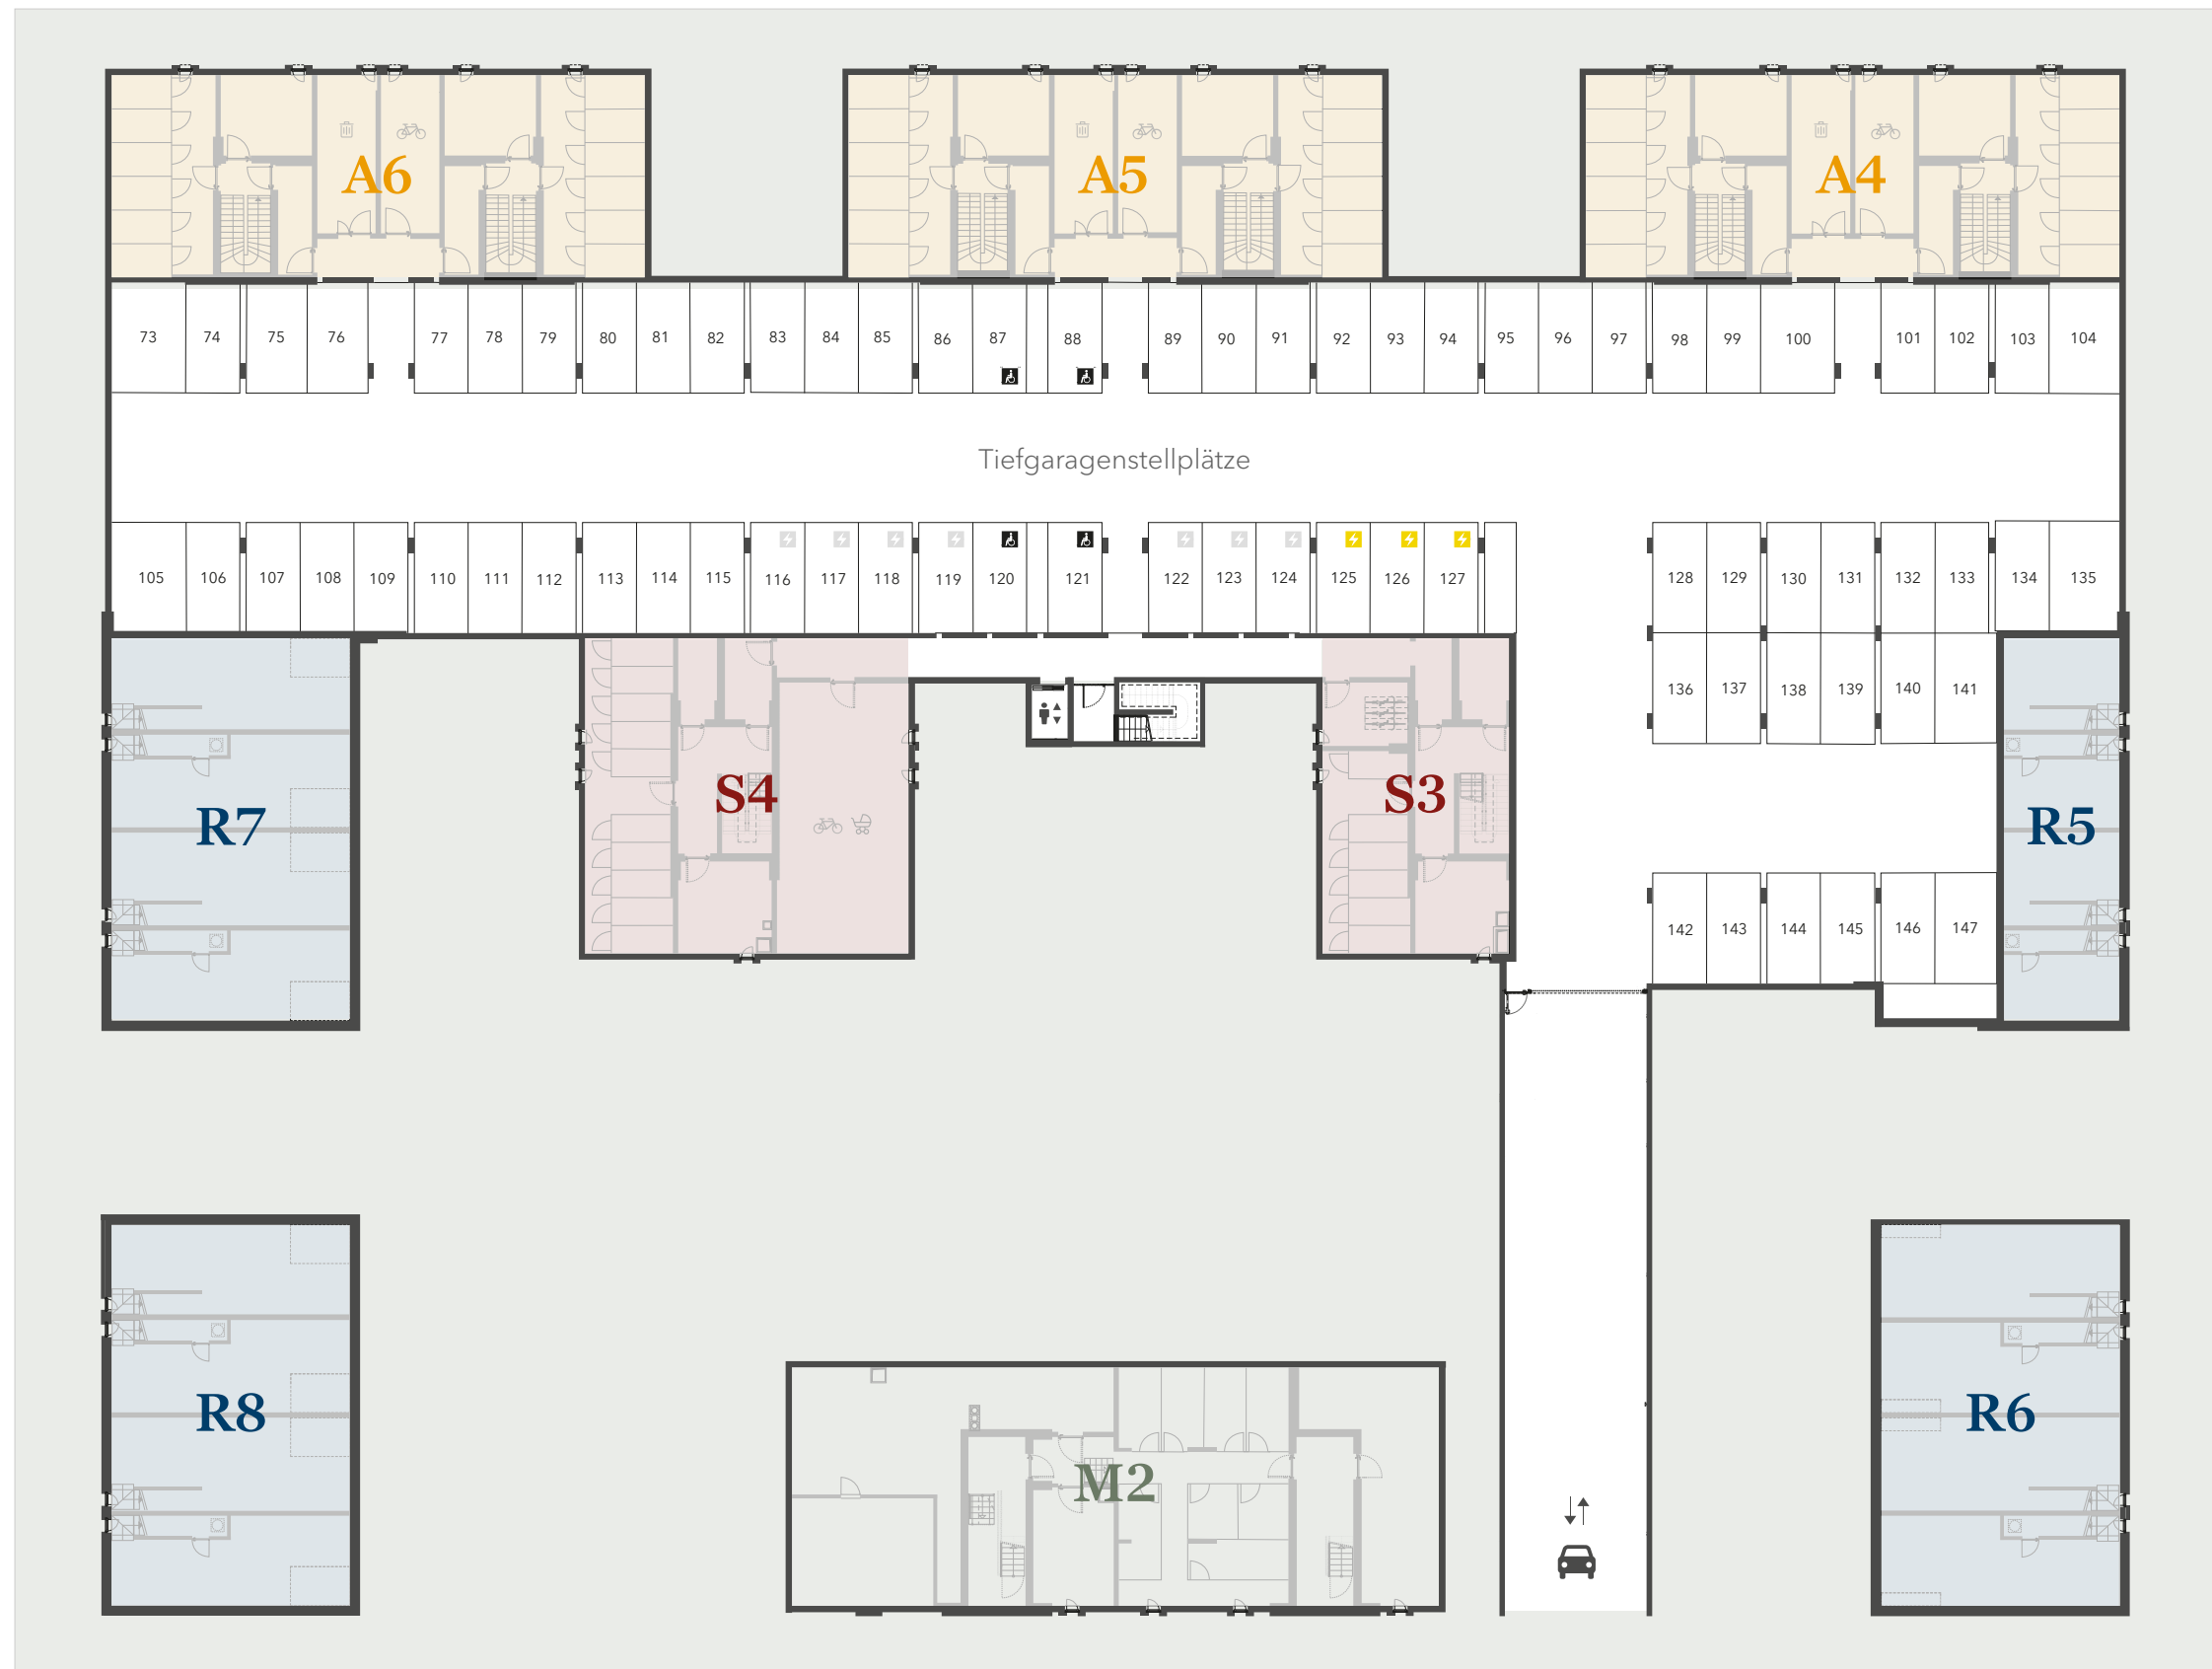 A6 A5 A4
73 74 75 76 77 78 79 80 81 82 83 84 85 86 87 88 89 90 91 92 93 94 95 96 97 98 99 100 101 102 103 104
Tiefgaragenstellplätze
105 106 107 108 109 110 111 112 113 114 115 116 117 118 119 120 121 122 123 124 125 126 127 128 129 130 131 132 133 134 135
136 137 138 139 140 141
S4 S3
R7 R5
142 143 144 145 146 147
R8 R6
M2